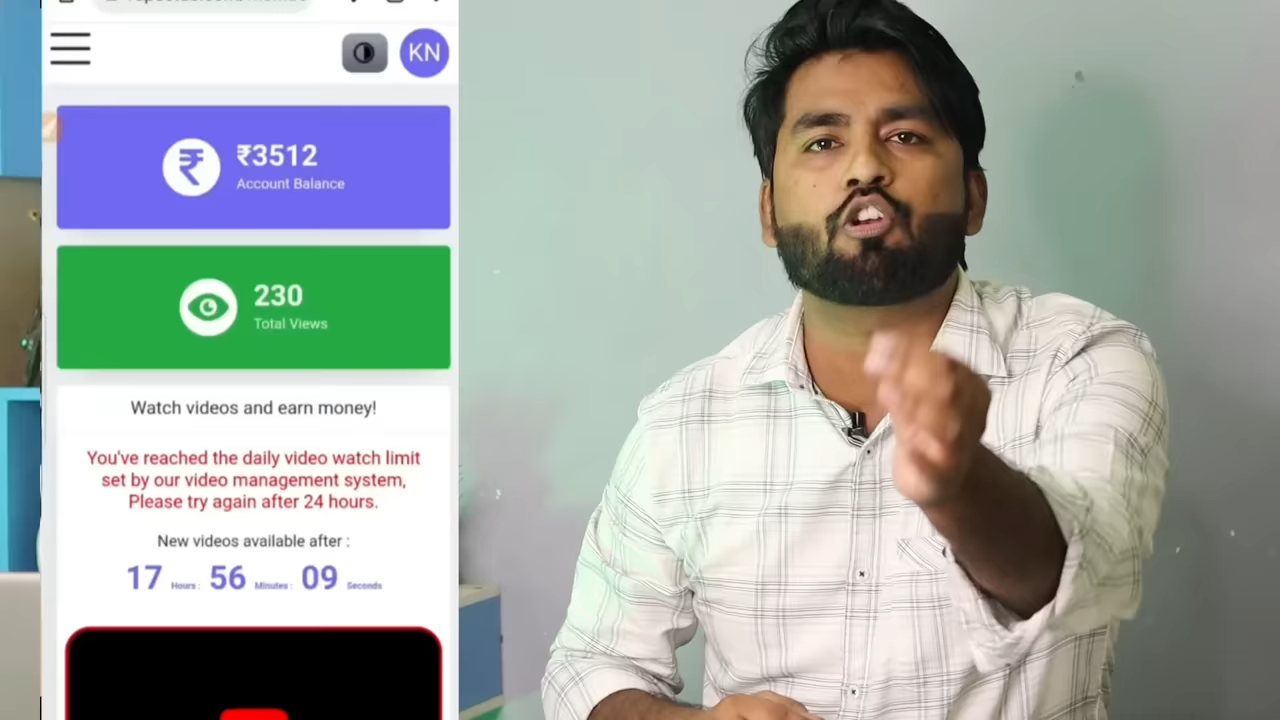 KN
₹3512
Account Balance
230
Total Views
Watch videos and earn money!
You've reached the daily video watch limit
set by our video management system,
Please try again after 24 hours.
New videos available after :
17 Hours : 56 Minutes : 09 Seconds